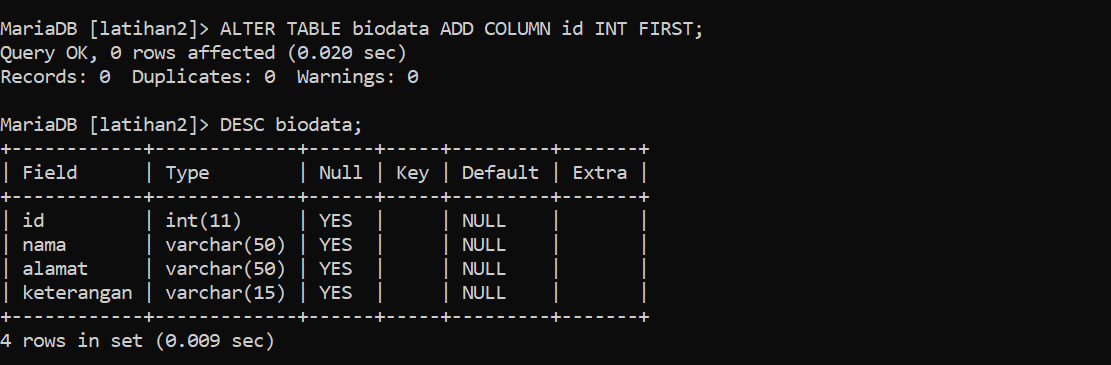 MariaDB [latihan2]> ALTER TABLE biodata ADD COLUMN id INT FIRST;
Query OK, 0 rows affected (0.020 sec)
Records: 0  Duplicates: 0  Warnings: 0

MariaDB [latihan2]> DESC biodata;
+------------+-------------+------+-----+---------+-------+
| Field      | Type        | Null | Key | Default | Extra |
+------------+-------------+------+-----+---------+-------+
| id         | int(11)     | YES  |     | NULL    |       |
| nama       | varchar(50) | YES  |     | NULL    |       |
| alamat     | varchar(50) | YES  |     | NULL    |       |
| keterangan | varchar(15) | YES  |     | NULL    |       |
+------------+-------------+------+-----+---------+-------+
4 rows in set (0.009 sec)